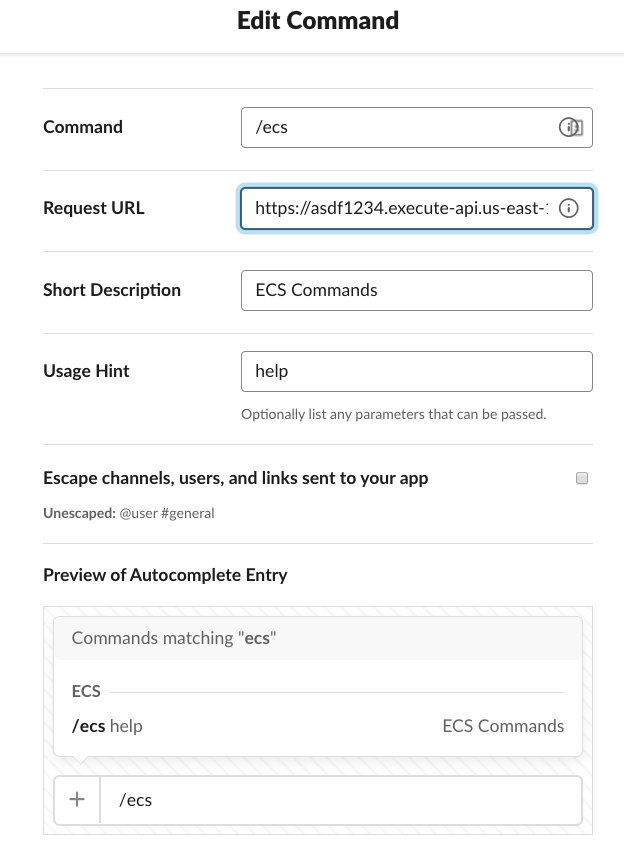 Edit Command
Command
/ecs
Request URL
https://asdf1234.execute-api.us-east-
Short Description
ECS Commands
Usage Hint
help
Optionally list any parameters that can be passed.
Escape channels, users, and links sent to your app
Unescaped: @user #general
Preview of Autocomplete Entry
Commands matching "ecs"
ECS
/ecs help ECS Commands
+ /ecs